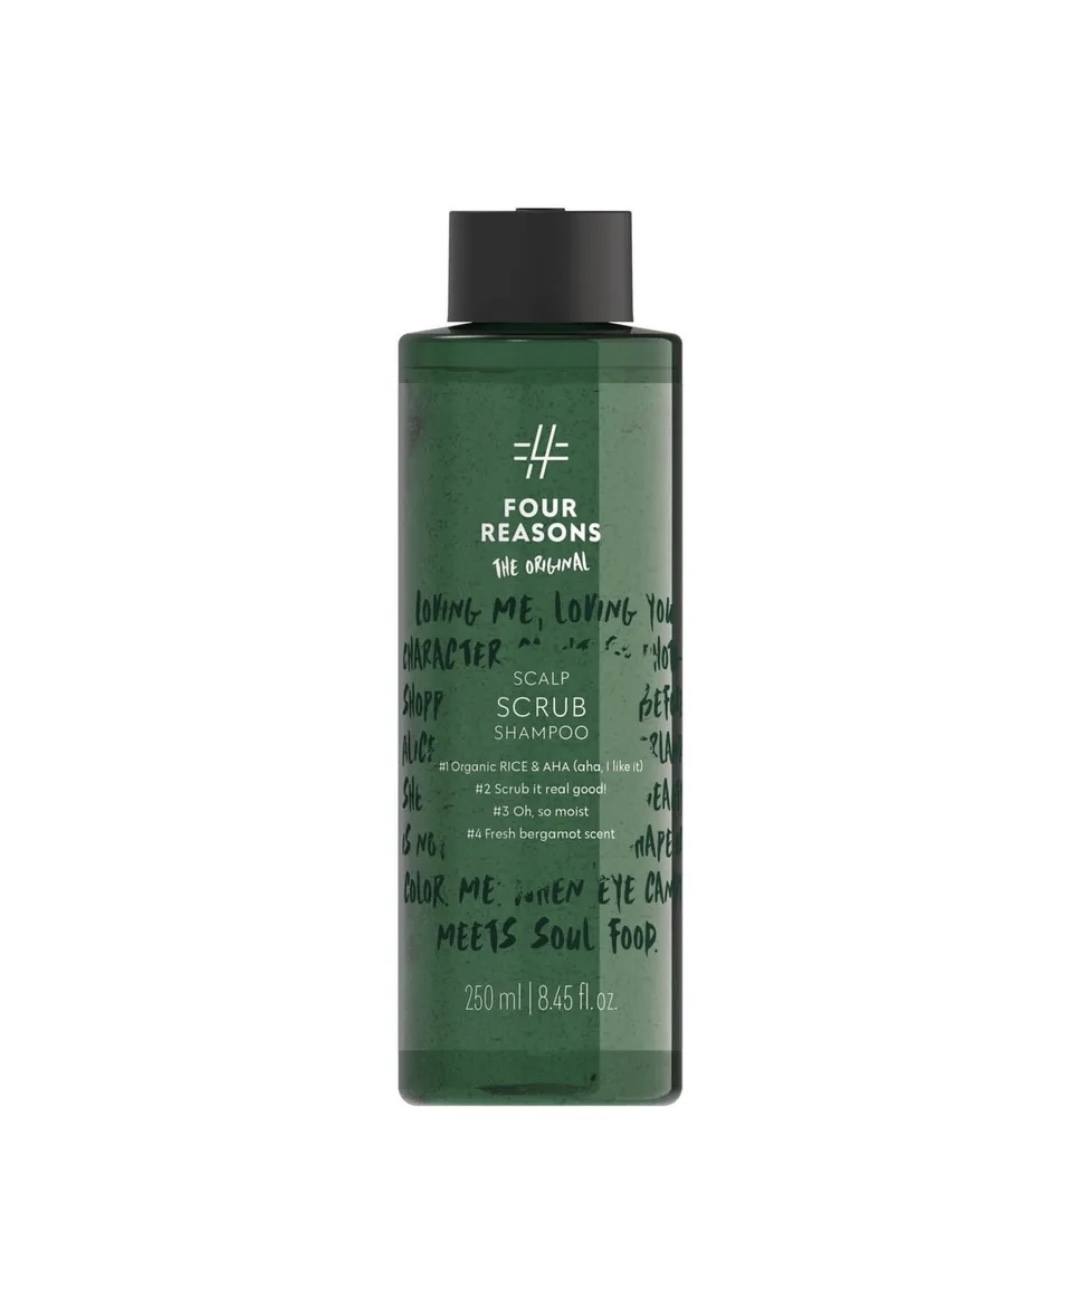 FOUR
REASONS
THE ORIGINAL
LOVING ME, LOVING YOU
CHARACTER
SCALP
SCRUB
SHAMPOO
#1 Organic RICE & AHA (aha, I like it)
#2 Scrub it real good!
#3 Oh, so moist
#4 Fresh bergamot scent
SHE
COLOR ME. WHEN EYE CAN
MEETS SOUL FOOD.
250 ml | 8.45 fl. oz.